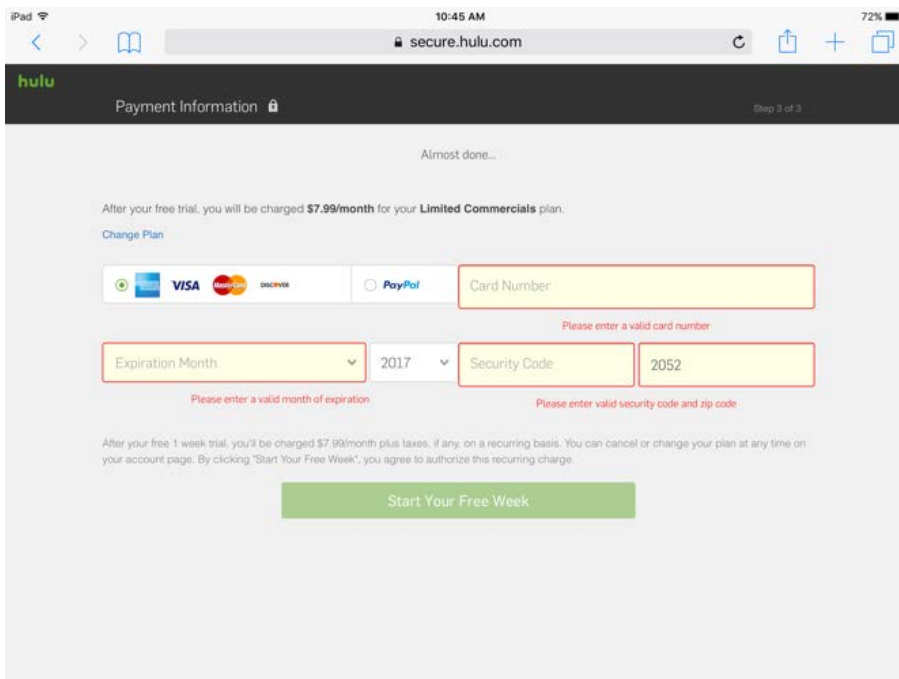 iPad 10:45 AM 72%
secure.hulu.com
hulu
Payment Information Step 3 of 3
Almost done...
After your free trial, you will be charged $7.99/month for your Limited Commercials plan.
Change Plan
VISA MasterCard DISCOVER PayPal Card Number
Please enter a valid card number
Expiration Month 2017 Security Code 2052
Please enter a valid month of expiration Please enter valid security code and zip code
After your free 1 week trial, you'll be charged $7.99/month plus taxes, if any, on a recurring basis. You can cancel or change your plan at any time on
your account page. By clicking "Start Your Free Week", you agree to authorize this recurring charge.
Start Your Free Week